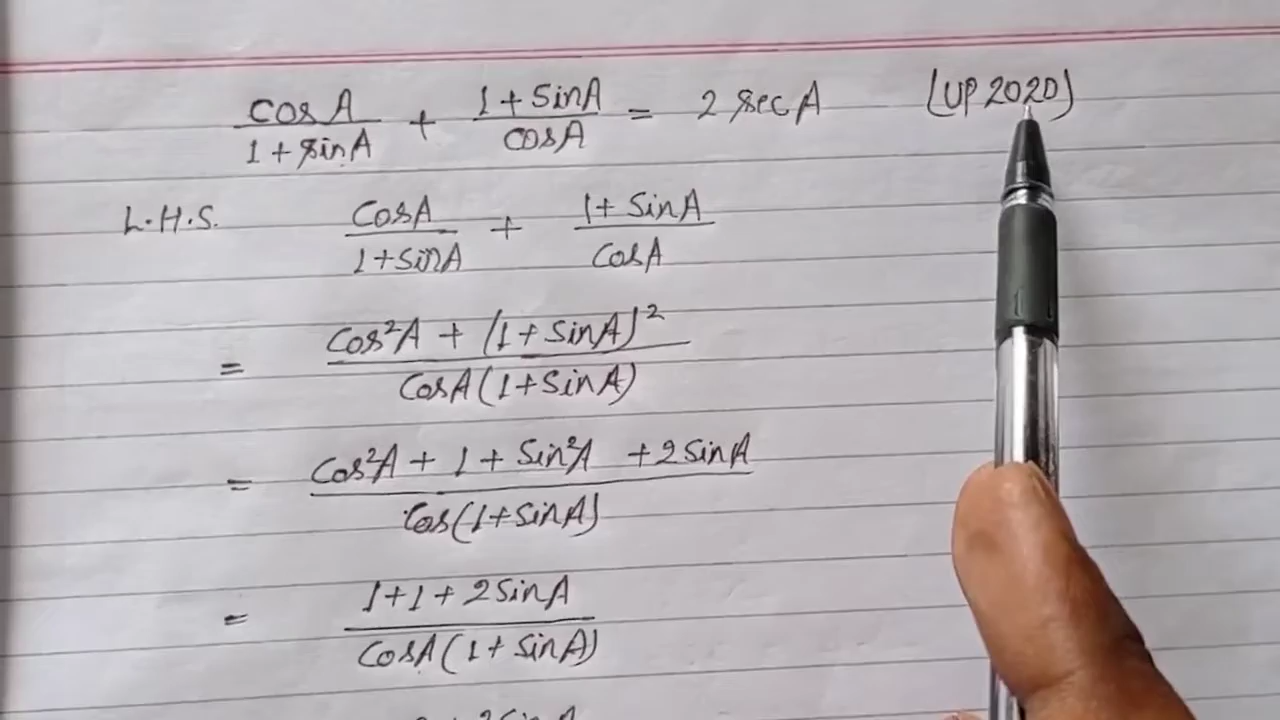 cosA/(1+sinA) + (1+sinA)/cosA = 2 secA (UP 2020)
L.H.S. cosA/(1+sinA) + (1+sinA)/cosA
= (cos²A + (1+sinA)²)/(cosA(1+sinA))
= (cos²A + 1 + sin²A + 2sinA)/(cos(1+sinA))
= (1+1+2sinA)/(cosA(1+sinA))